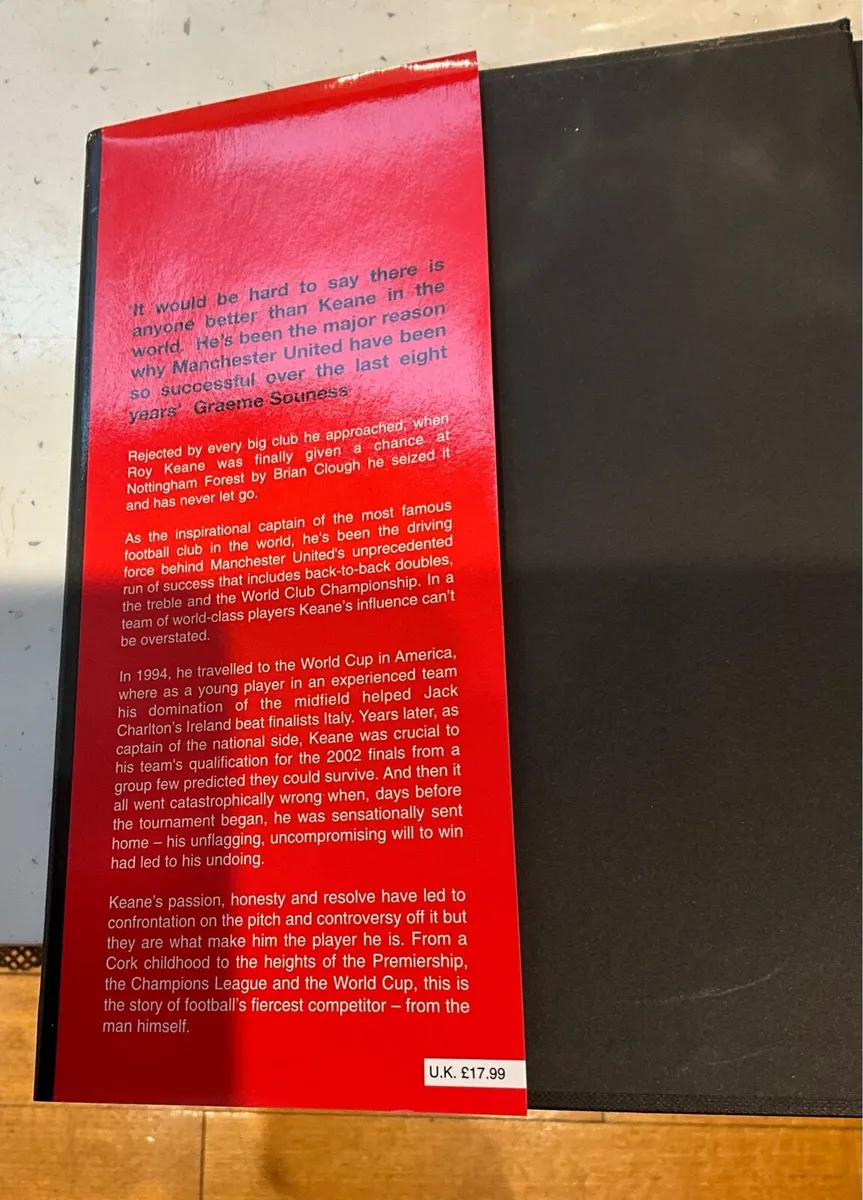 'It would be hard to say there is
anyone better than Keane in the
world. He's been the major reason
why Manchester United have been
so successful over the last eight
years' Graeme Souness
Rejected by every big club he approached, when
Roy Keane was finally given a chance at
Nottingham Forest by Brian Clough he seized it
and has never let go.
As the inspirational captain of the most famous
football club in the world, he's been the driving
force behind Manchester United's unprecedented
run of success that includes back-to-back doubles,
the treble and the World Club Championship. In a
team of world-class players Keane's influence can't
be overstated.
In 1994, he travelled to the World Cup in America,
where as a young player in an experienced team
his domination of the midfield helped Jack
Charlton's Ireland beat finalists Italy. Years later, as
captain of the national side, Keane was crucial to
his team's qualification for the 2002 finals from a
group few predicted they could survive. And then it
all went catastrophically wrong when, days before
the tournament began, he was sensationally sent
home – his unflagging, uncompromising will to win
had led to his undoing.
Keane's passion, honesty and resolve have led to
confrontation on the pitch and controversy off it but
they are what make him the player he is. From a
Cork childhood to the heights of the Premiership,
the Champions League and the World Cup, this is
the story of football's fiercest competitor – from the
man himself.
U.K. £17.99